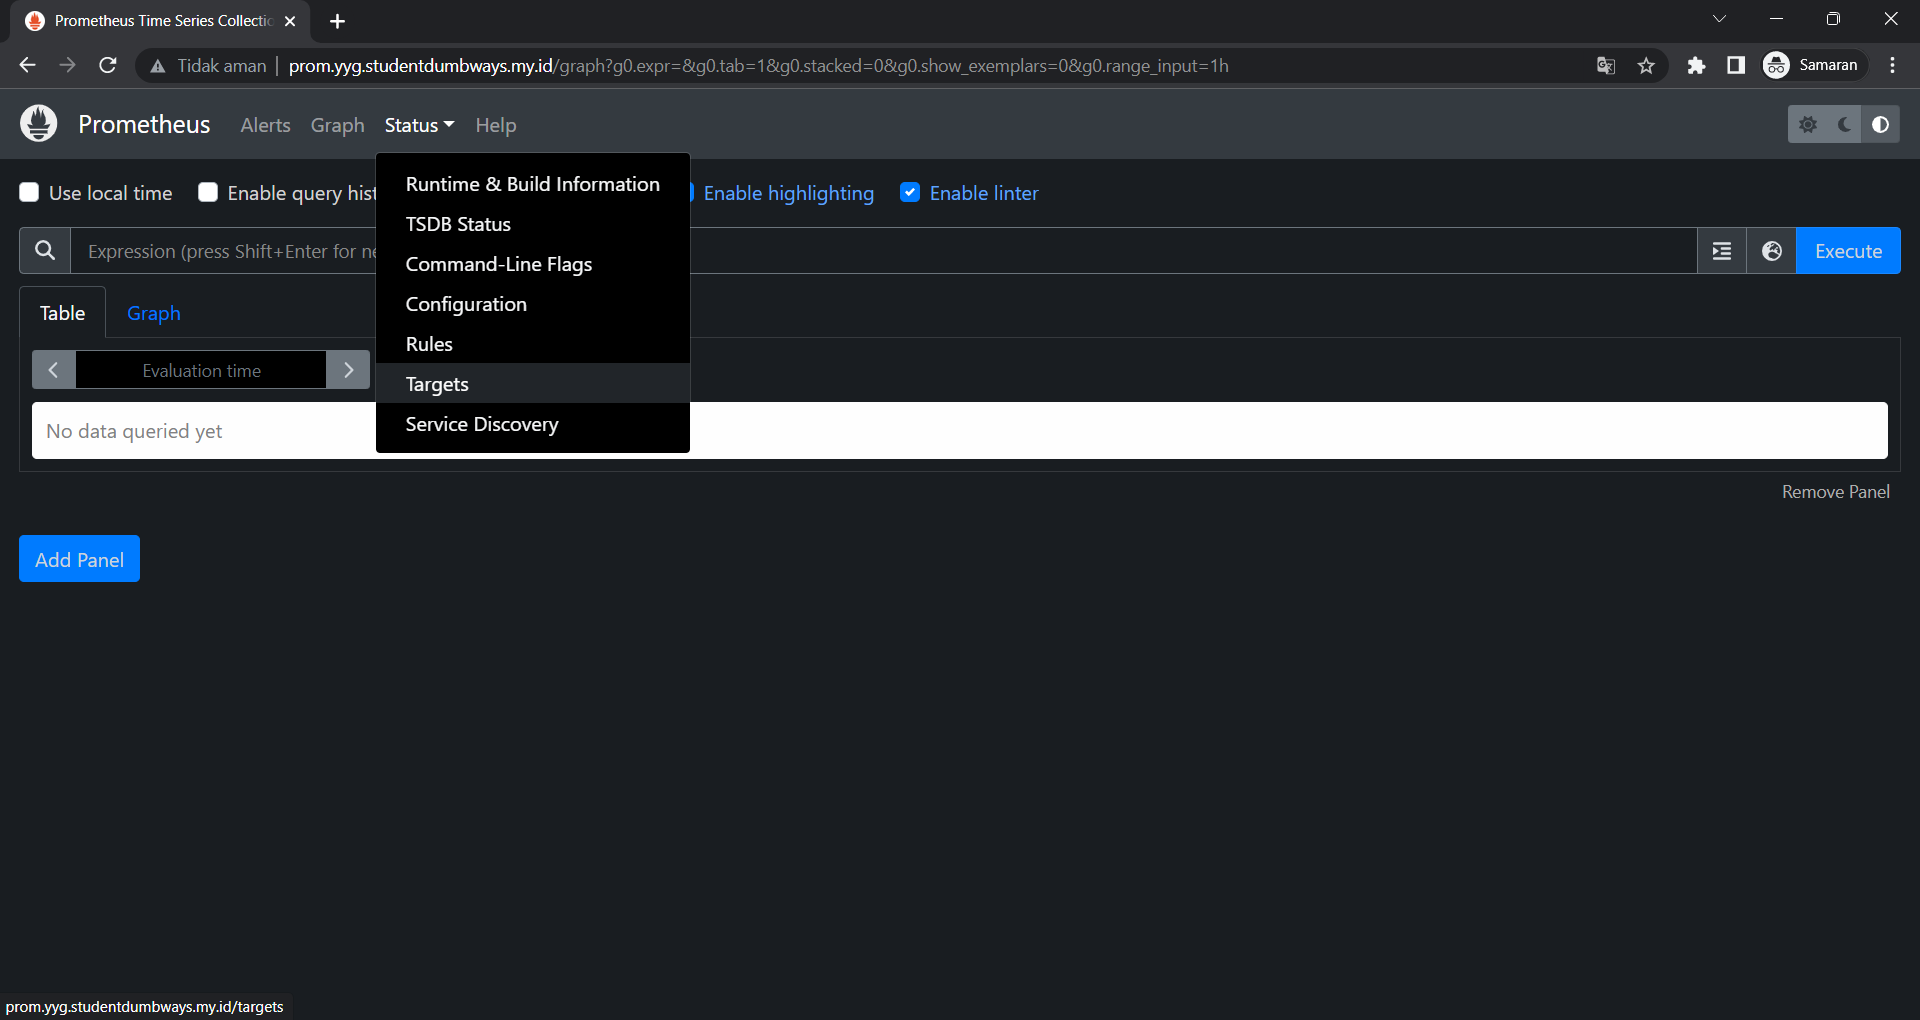 Prometheus Time Series Collectio
Tidak aman | prom.yyg.studentdumbways.my.id/graph?g0.expr=&g0.tab=1&g0.stacked=0&g0.show_exemplars=0&g0.range_input=1h
Samaran
Prometheus Alerts Graph Status Help
Use local time Enable query hist Enable highlighting Enable linter
Runtime & Build Information
TSDB Status
Command-Line Flags
Configuration
Rules
Targets
Service Discovery
Expression (press Shift+Enter for ne
Execute
Table Graph
Evaluation time
No data queried yet
Remove Panel
Add Panel
prom.yyg.studentdumbways.my.id/targets